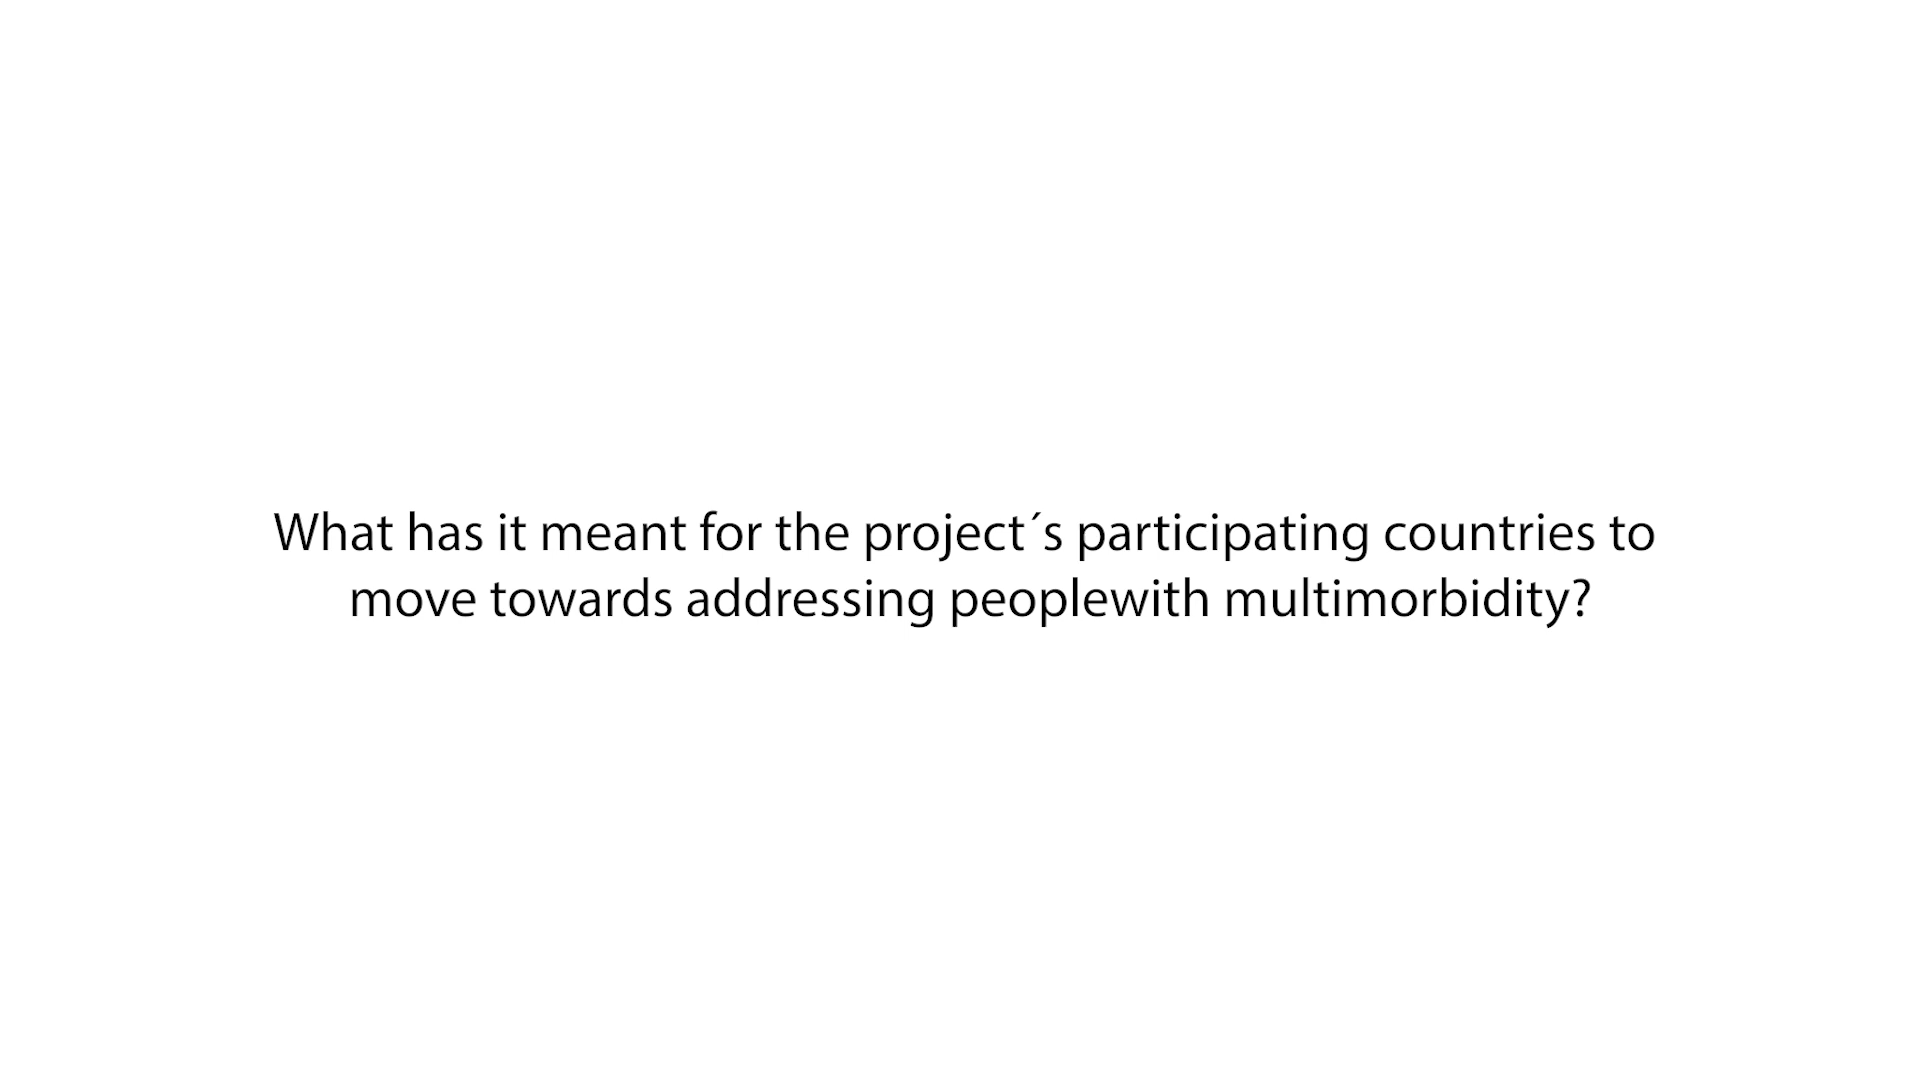 What has it meant for the project´s participating countries to
move towards addressing peoplewith multimorbidity?